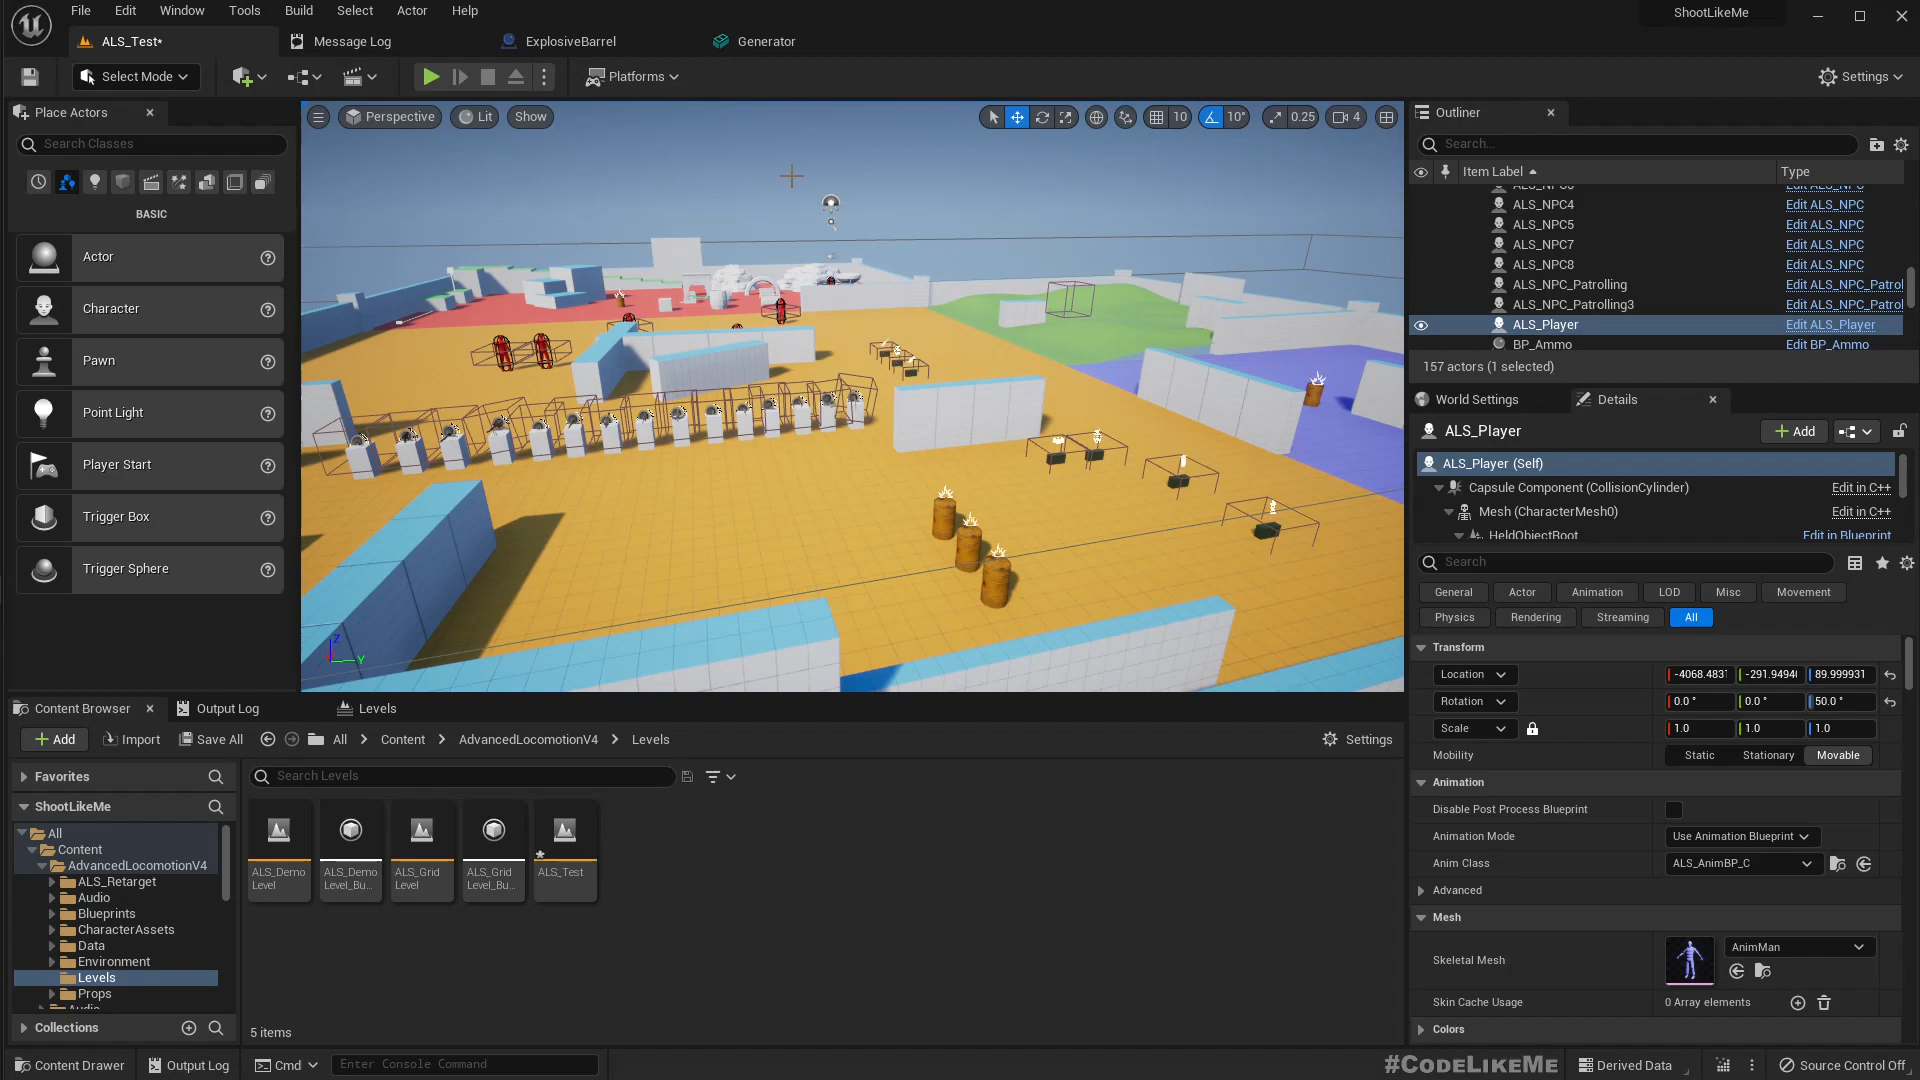 File Edit Window Tools Build Select Actor Help
ShootLikeMe
ALS_Test* Message Log ExplosiveBarrel Generator
Select Mode Platforms Settings
Place Actors
Search Classes
BASIC
Actor
Character
Pawn
Point Light
Player Start
Trigger Box
Trigger Sphere
Perspective Lit Show
10 10° 0.25 4
Z
Y
Outliner
Search...
Item Label Type
ALS_NPC4 Edit ALS_NPC
ALS_NPC5 Edit ALS_NPC
ALS_NPC7 Edit ALS_NPC
ALS_NPC8 Edit ALS_NPC
ALS_NPC_Patrolling Edit ALS_NPC_Patrol
ALS_NPC_Patrolling3 Edit ALS_NPC_Patrol
ALS_Player Edit ALS_Player
BP_Ammo Edit BP_Ammo
157 actors (1 selected)
World Settings Details
ALS_Player Add
ALS_Player (Self)
Capsule Component (CollisionCylinder) Edit in C++
Mesh (CharacterMesh0) Edit in C++
HeldObjectRoot Edit in Blueprint
Search
General Actor Animation LOD Misc Movement
Physics Rendering Streaming All
Transform
Location -4068.4831 89.999931
Rotation 0.0 ° 0.0 ° 50.0 °
Scale 1.0 1.0 1.0
Mobility Static Stationary Movable
Animation
Disable Post Process Blueprint
Animation Mode Use Animation Blueprint
Anim Class ALS_AnimBP_C
Advanced
Mesh
Skeletal Mesh AnimMan
Skin Cache Usage 0 Array elements
Colors
Content Browser Output Log Levels
Add Import Save All All Content AdvancedLocomotionV4 Levels Settings
Favorites
ShootLikeMe
All
Content
AdvancedLocomotionV4
ALS_Retarget
Audio
Blueprints
CharacterAssets
Data
Environment
Levels
Props
Collections
Search Levels
ALS_Demo
Level
ALS_Demo
Level_Bu...
ALS_Grid
Level
ALS_Grid
Level_Bu...
ALS_Test
5 items
Content Drawer Output Log Cmd Enter Console Command
#CODELIKEME
Derived Data Source Control Off